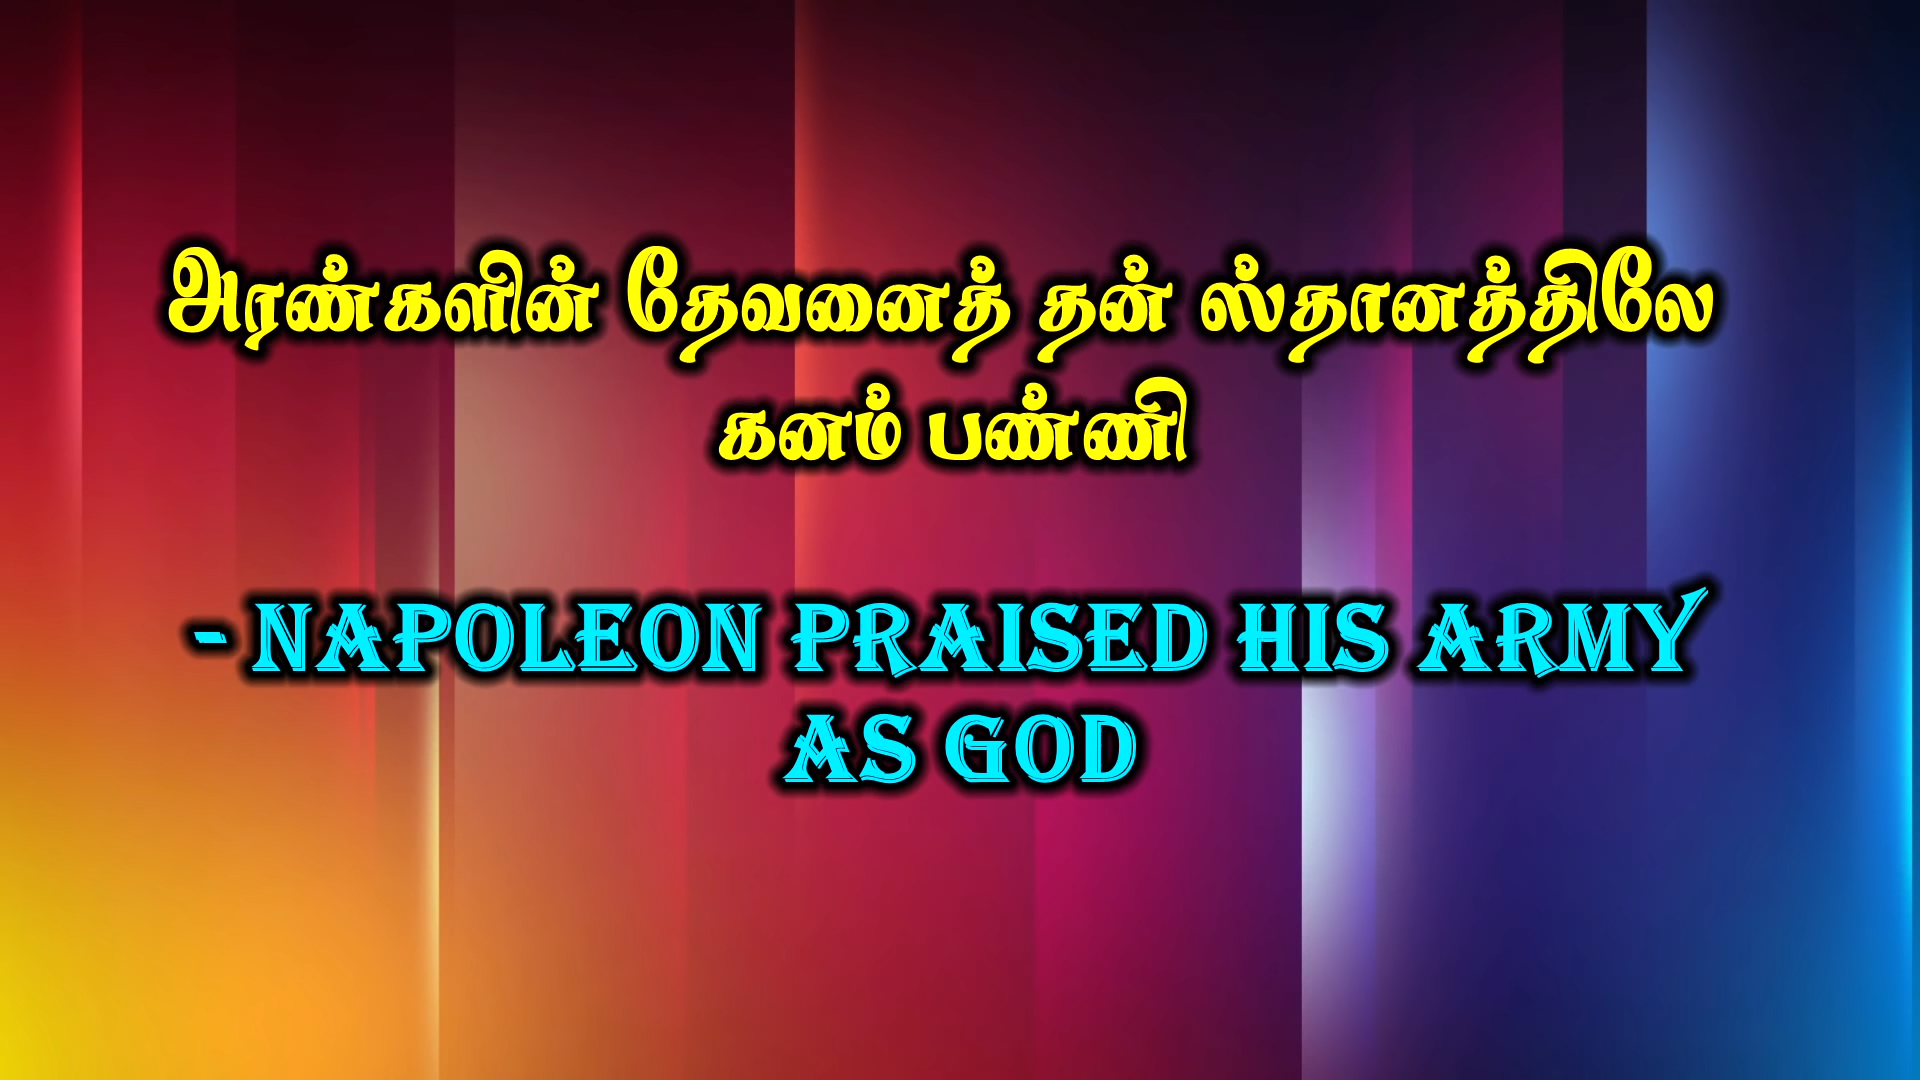 அரண்களின் தேவனைத் தன் ஸ்தானத்திலே
கனம் பண்ணி
- NAPOLEON PRAISED HIS ARMY
AS GOD